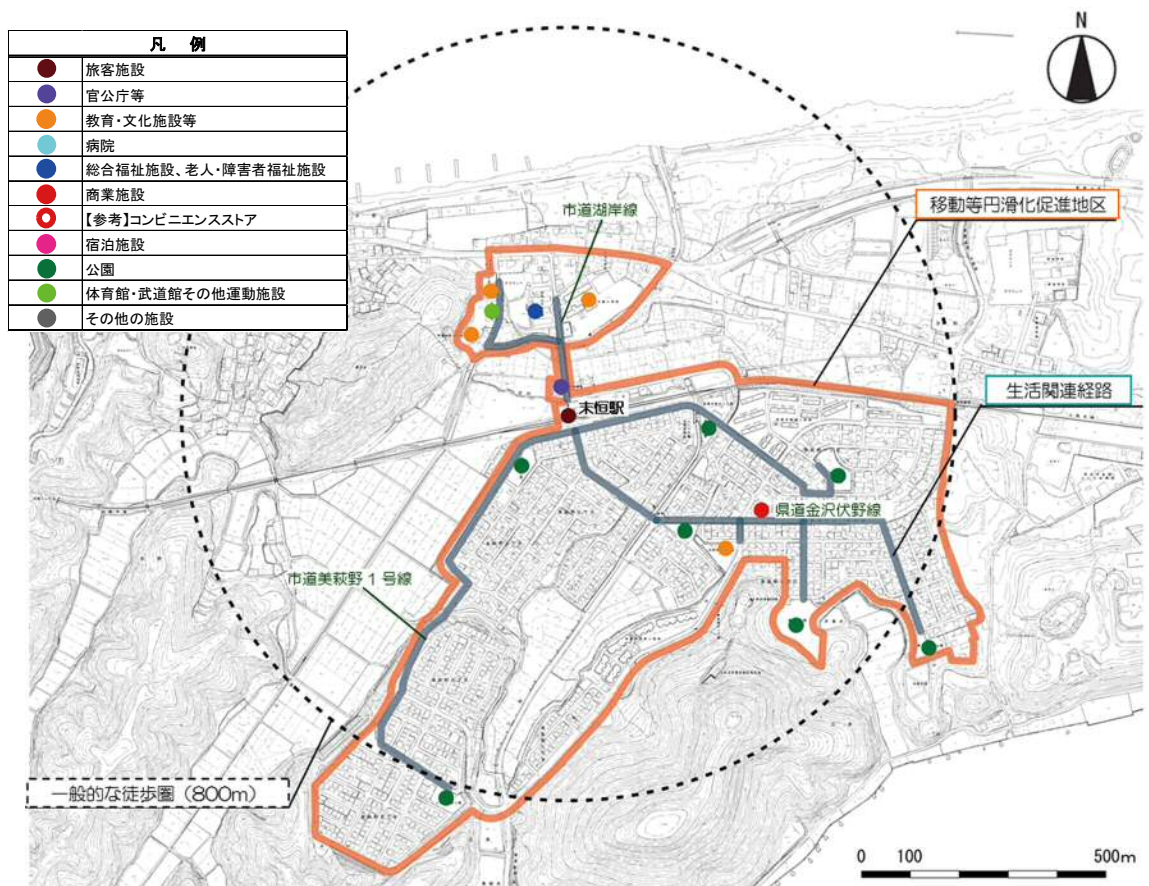 凡 例
旅客施設
官公庁等
教育・文化施設等
病院
総合福祉施設、老人・障害者福祉施設
商業施設
【参考】コンビニエンスストア
宿泊施設
公園
体育館・武道館その他運動施設
その他の施設
N
市道湖岸線
移動等円滑化促進地区
生活関連経路
末恒駅
県道金沢伏野線
市道美萩野1号線
一般的な徒歩圏（800m）
0 100 500m